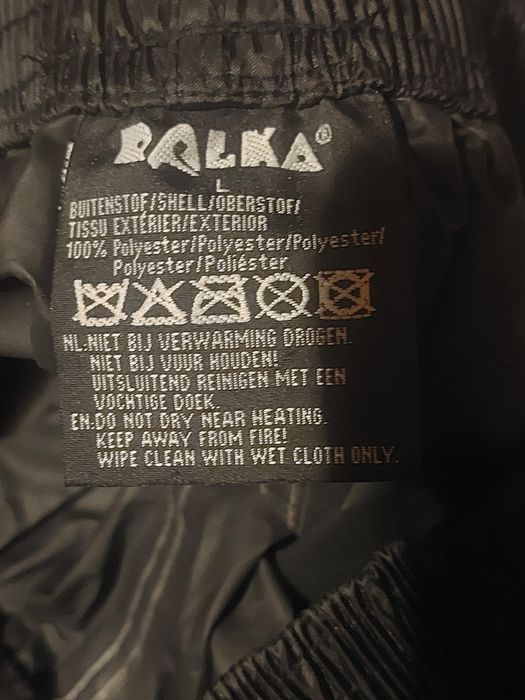 RALKA®
L
BUITENSTOF/SHELL/OBERSTOF/
TISSU EXTÉRIER/EXTERIOR
100% Polyester/Polyester/Polyester/
Polyester/Poliéster
NL:NIET BIJ VERWARMING DROGEN.
NIET BIJ VUUR HOUDEN!
UITSLUITEND REINIGEN MET EEN
VOCHTIGE DOEK.
EN:DO NOT DRY NEAR HEATING.
KEEP AWAY FROM FIRE!
WIPE CLEAN WITH WET CLOTH ONLY.